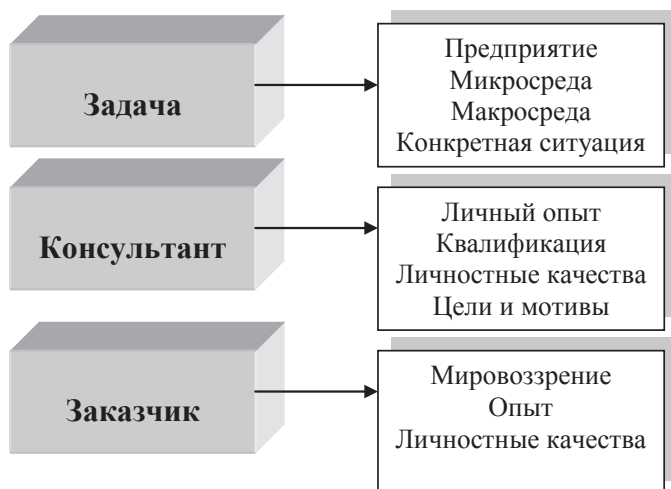 Задача
Предприятие
Микросреда
Макросреда
Конкретная ситуация
Консультант
Личный опыт
Квалификация
Личностные качества
Цели и мотивы
Заказчик
Мировоззрение
Опыт
Личностные качества